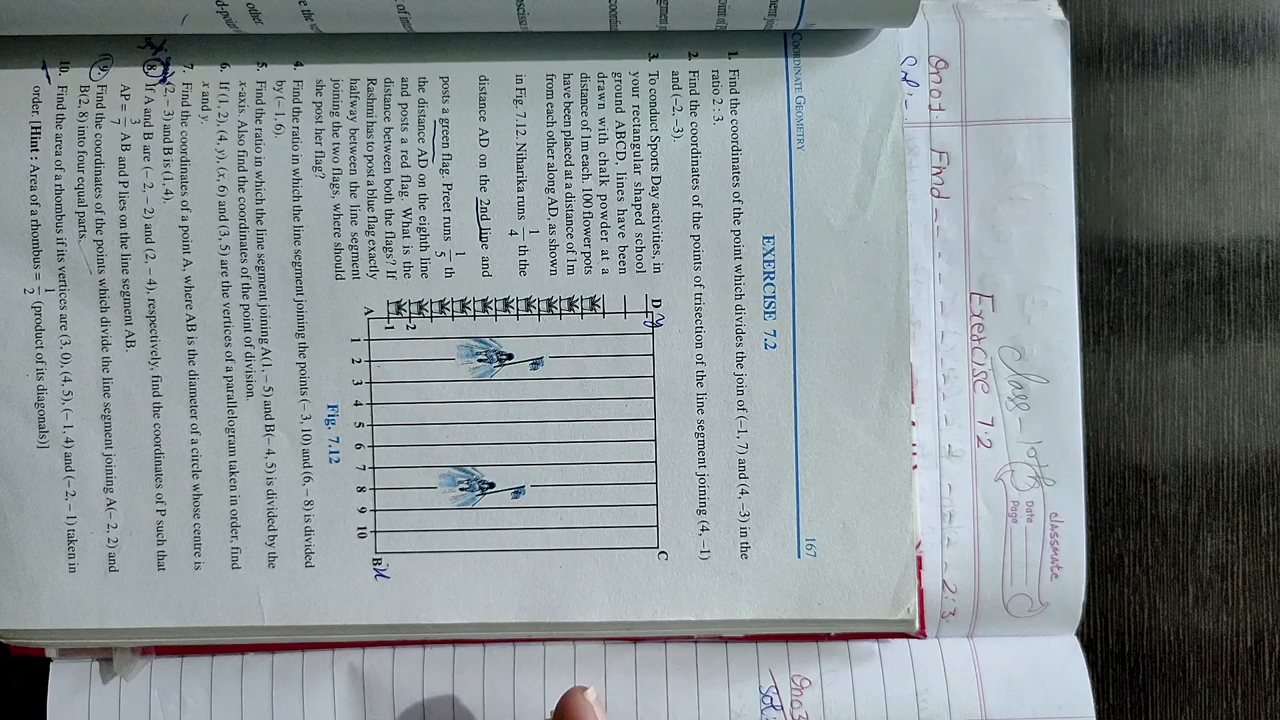 classmate
Date
Page
Class - 10th
Exercise 7.2
Qno1. Find - - - - - - - - - - 2:3.
Sol :-
COORDINATE GEOMETRY 167
EXERCISE 7.2
1. Find the coordinates of the point which divides the join of (–1, 7) and (4, –3) in the
ratio 2 : 3.
2. Find the coordinates of the points of trisection of the line segment joining (4, –1)
and (–2, –3).
3. To conduct Sports Day activities, in
your rectangular shaped school
ground ABCD, lines have been
drawn with chalk powder at a
distance of 1m each. 100 flower pots
have been placed at a distance of 1m
from each other along AD, as shown
in Fig. 7.12. Niharika runs 1/4 th the
distance AD on the 2nd line and
posts a green flag. Preet runs 1/5 th
the distance AD on the eighth line
and posts a red flag. What is the
distance between both the flags? If
Rashmi has to post a blue flag exactly
halfway between the line segment
joining the two flags, where should
she post her flag?
D y C
2
1
A B x
1 2 3 4 5 6 7 8 9 10
Fig. 7.12
4. Find the ratio in which the line segment joining the points (– 3, 10) and (6, – 8) is divided
by (– 1, 6).
5. Find the ratio in which the line segment joining A(1, – 5) and B(– 4, 5) is divided by the
x-axis. Also find the coordinates of the point of division.
6. If (1, 2), (4, y), (x, 6) and (3, 5) are the vertices of a parallelogram taken in order, find
x and y.
7. Find the coordinates of a point A, where AB is the diameter of a circle whose centre is
(2, – 3) and B is (1, 4).
8. If A and B are (– 2, – 2) and (2, – 4), respectively, find the coordinates of P such that
AP = 3/7 AB and P lies on the line segment AB.
9. Find the coordinates of the points which divide the line segment joining A(– 2, 2) and
B(2, 8) into four equal parts.
10. Find the area of a rhombus if its vertices are (3, 0), (4, 5), (– 1, 4) and (– 2, – 1) taken in
order. [Hint : Area of a rhombus = 1/2 (product of its diagonals)]
Qno3
Sol: